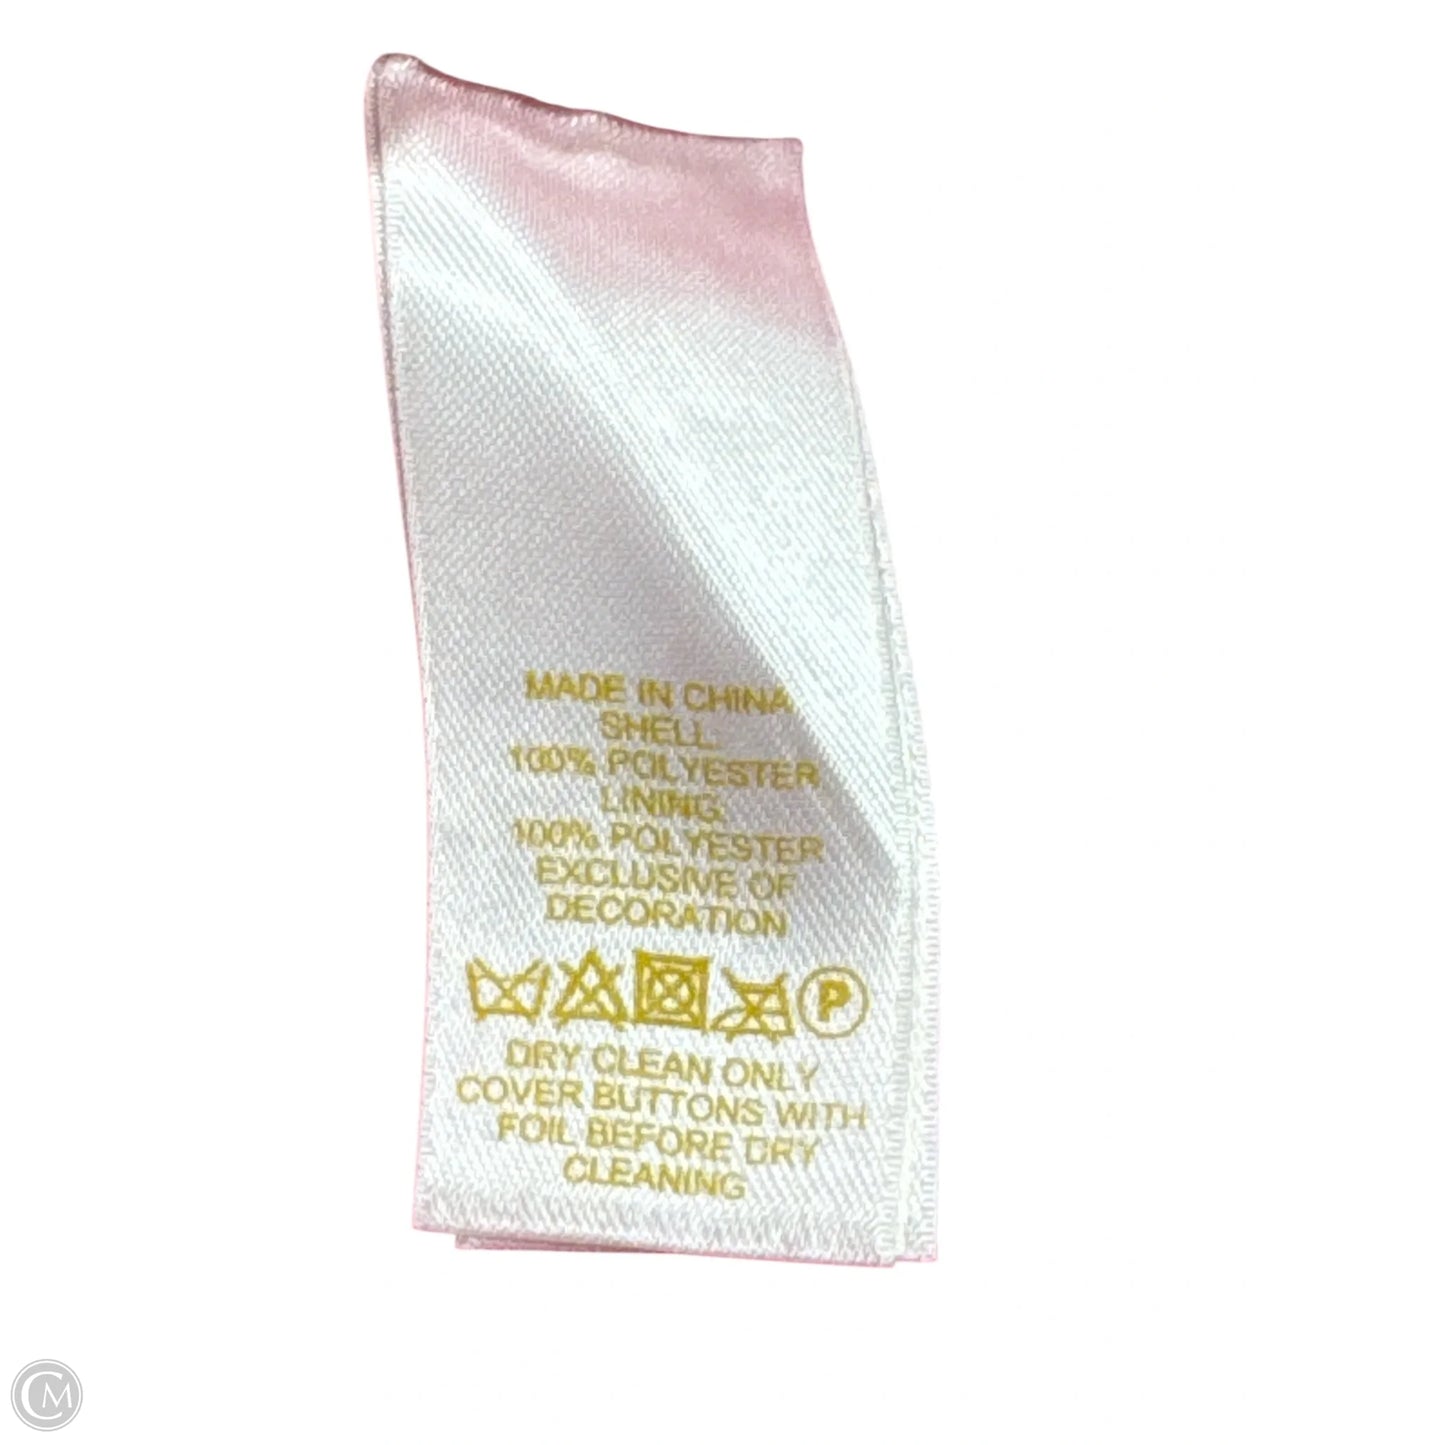 MADE IN CHINA
SHELL:
100% POLYESTER
LINING:
100% POLYESTER
EXCLUSIVE OF
DECORATION
P
DRY CLEAN ONLY
COVER BUTTONS WITH
FOIL BEFORE DRY
CLEANING
CM